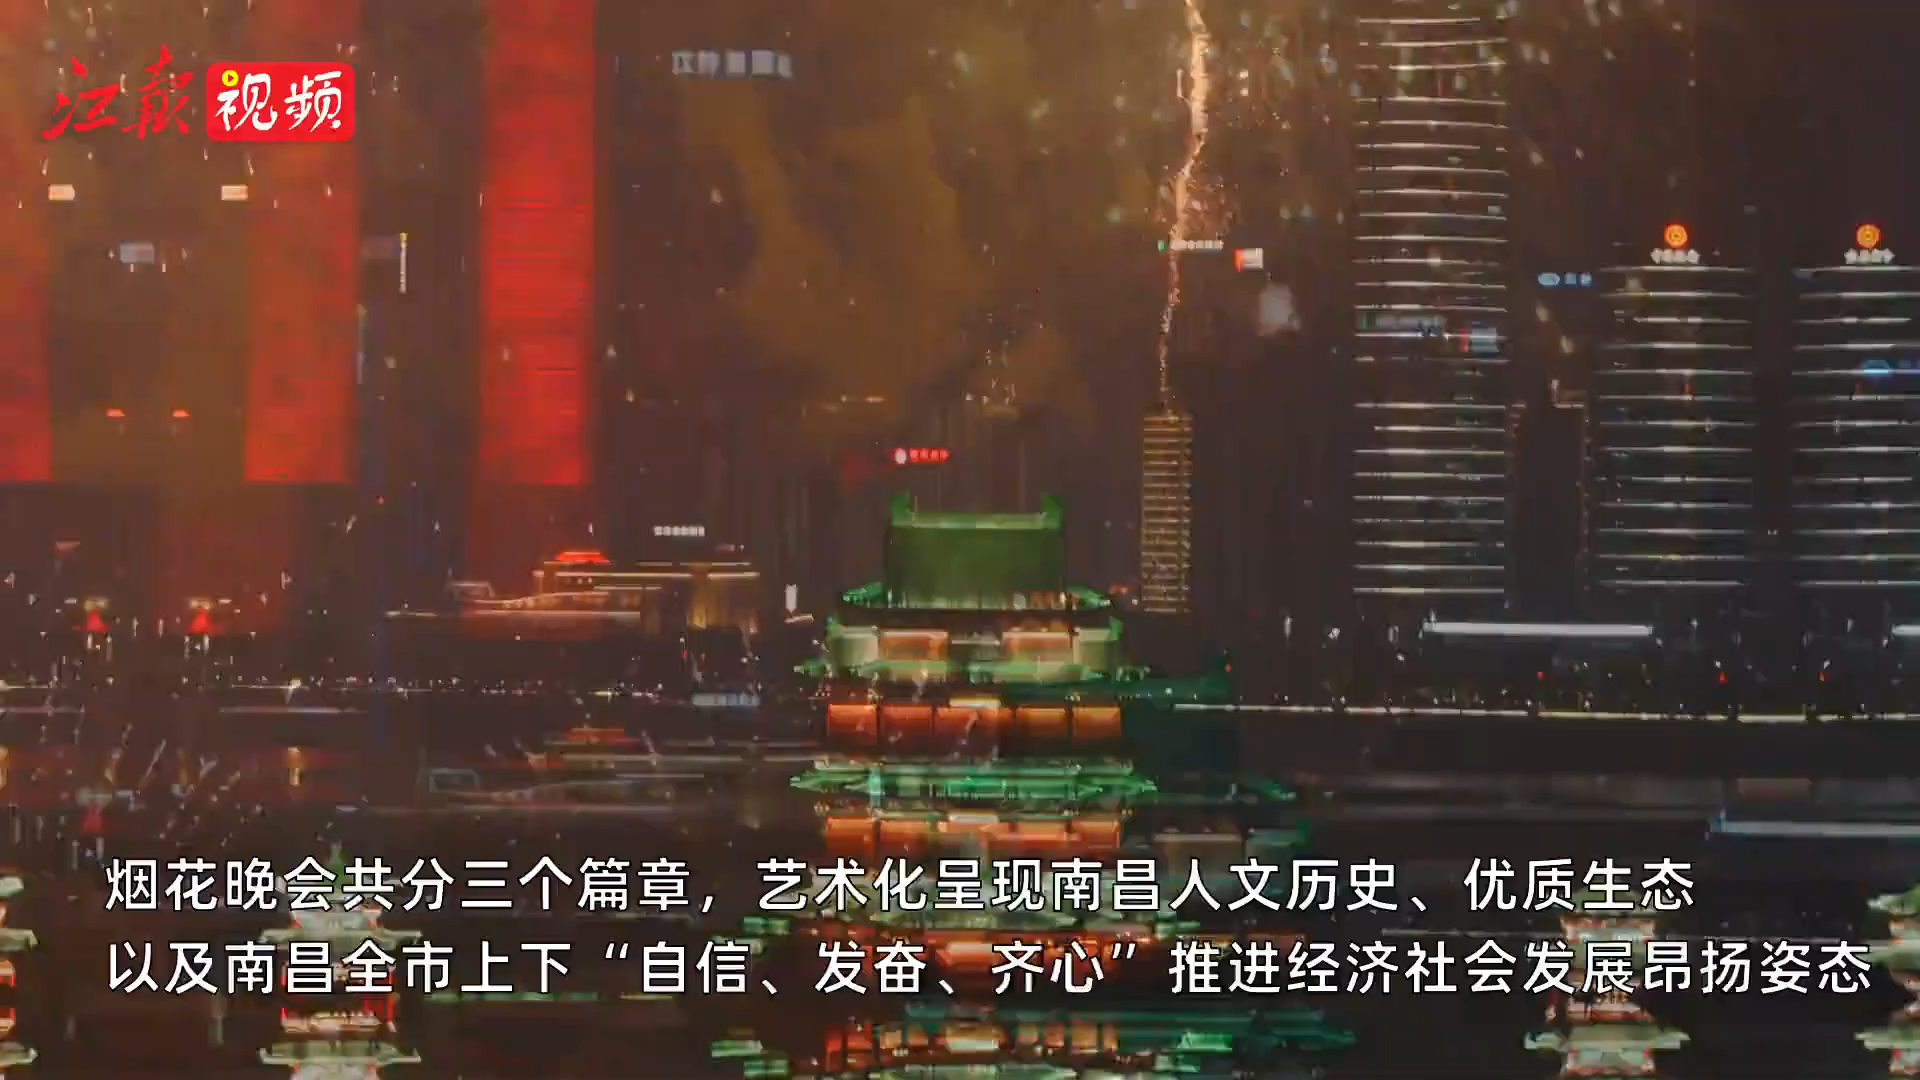 江报 视频
烟花晚会共分三个篇章，艺术化呈现南昌人文历史、优质生态
以及南昌全市上下“自信、发奋、齐心”推进经济社会发展昂扬姿态